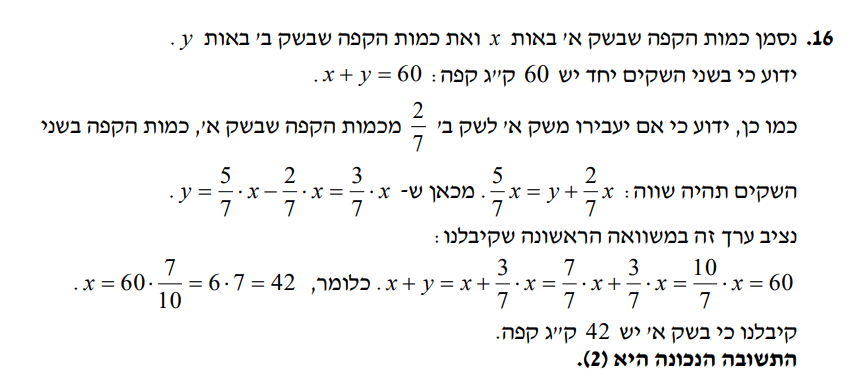 16. נסמן כמות הקפה שבשק א׳ באות x ואת כמות הקפה שבשק ב׳ באות y .
ידוע כי בשני השקים יחד יש 60 ק״ג קפה: x + y = 60 .
כמו כן, ידוע כי אם יעבירו משק א׳ לשק ב׳ 2/7 מכמות הקפה שבשק א׳, כמות הקפה בשני
השקים תהיה שווה: 5/7 x = y + 2/7 x . מכאן ש- y = 5/7 · x − 2/7 · x = 3/7 · x .
נציב ערך זה במשוואה הראשונה שקיבלנו:
x + y = x + 3/7 · x = 7/7 · x + 3/7 · x = 10/7 · x = 60 . כלומר, x = 60 · 7/10 = 6 · 7 = 42 .
קיבלנו כי בשק א׳ יש 42 ק״ג קפה.
התשובה הנכונה היא (2).